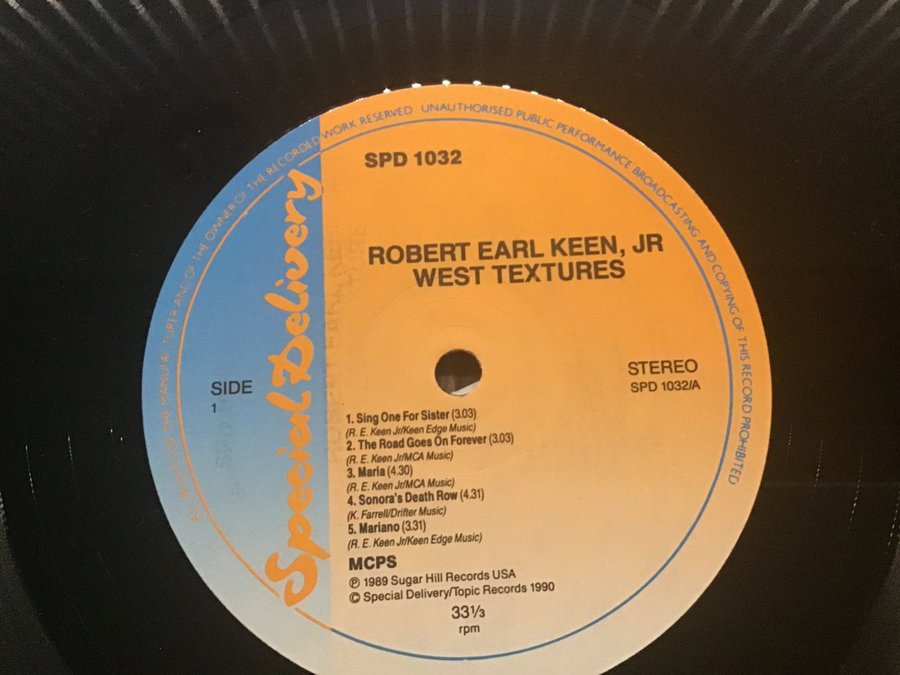 ALL RIGHTS OF THE MANUFACTURER AND OF THE OWNER OF THE RECORDED WORK RESERVED UNAUTHORISED PUBLIC PERFORMANCE BROADCASTING AND COPYING OF THIS RECORD PROHIBITED
SPD 1032
Special Delivery
ROBERT EARL KEEN, JR
WEST TEXTURES
SIDE
1
STEREO
SPD 1032/A
1. Sing One For Sister (3.03)
(R. E. Keen Jr/Keen Edge Music)
2. The Road Goes On Forever (3.03)
(R. E. Keen Jr/MCA Music)
3. Maria (4.30)
(R. E. Keen Jr/MCA Music)
4. Sonora's Death Row (4.31)
(K. Farrell/Drifter Music)
5. Mariano (3.31)
(R. E. Keen Jr/Keen Edge Music)
MCPS
℗ 1989 Sugar Hill Records USA
© Special Delivery/Topic Records 1990
33⅓
rpm